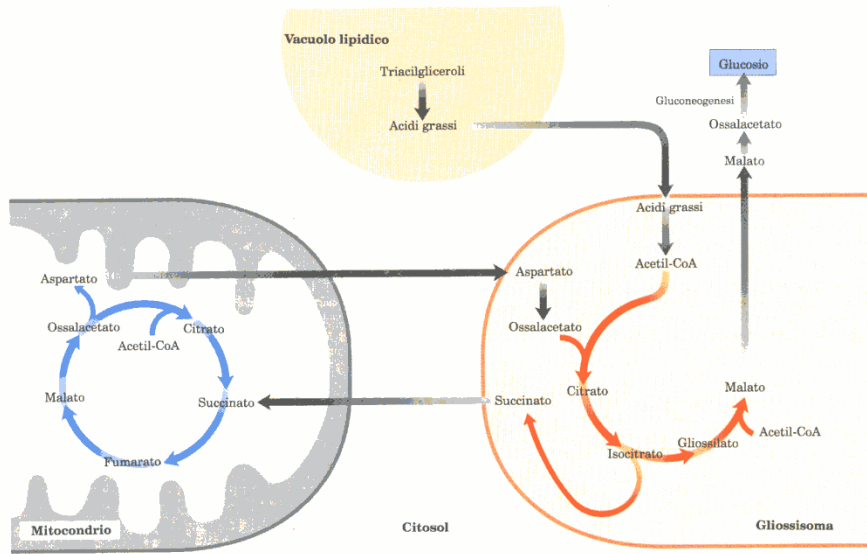 Vacuolo lipidico
Triacilgliceroli
Acidi grassi
Glucosio
Gluconeogenesi
Ossalacetato
Malato
Acidi grassi
Acetil-CoA
Aspartato
Ossalacetato
Citrato
Acetil-CoA
Malato
Succinato
Fumarato
Mitocondrio
Citosol
Aspartato
Ossalacetato
Citrato
Succinato
Isocitrato
Gliossilato
Malato
Acetil-CoA
Gliossisoma